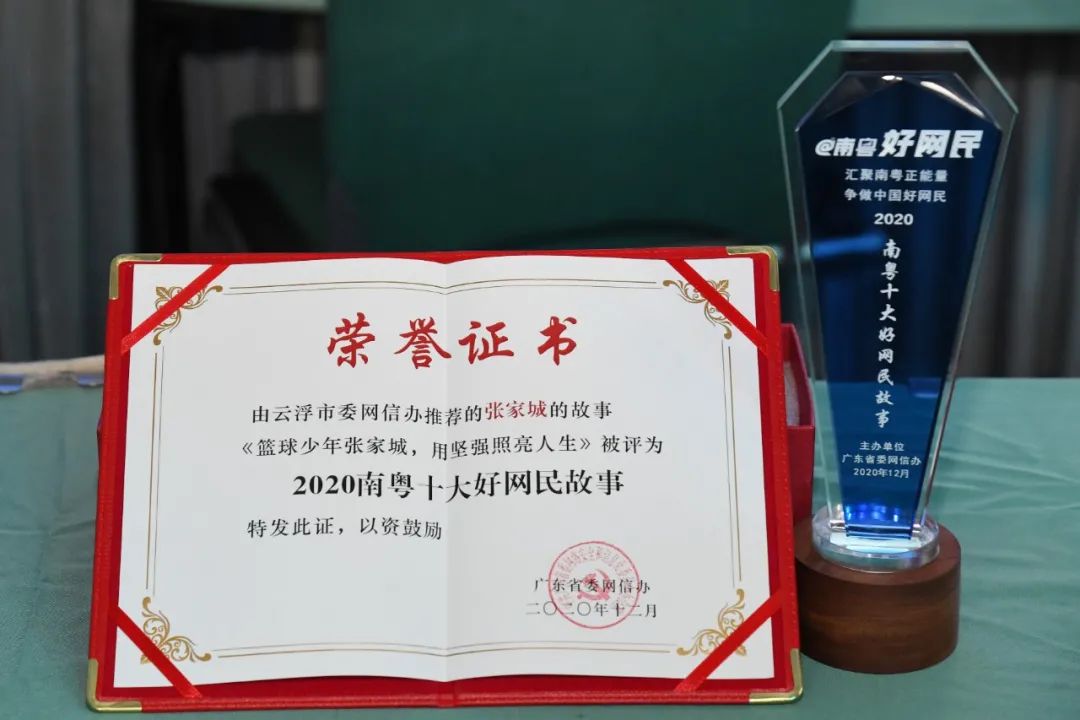 荣誉证书
由云浮市委网信办推荐的张家城的故事
《篮球少年张家城，用坚强照亮人生》被评为
2020南粤十大好网民故事
特发此证，以资鼓励
广东省委网信办
二〇二〇年十二月
@南粤好网民
汇聚南粤正能量
争做中国好网民
2020
南粤十大好网民故事
主办单位
广东省委网信办
2020年12月